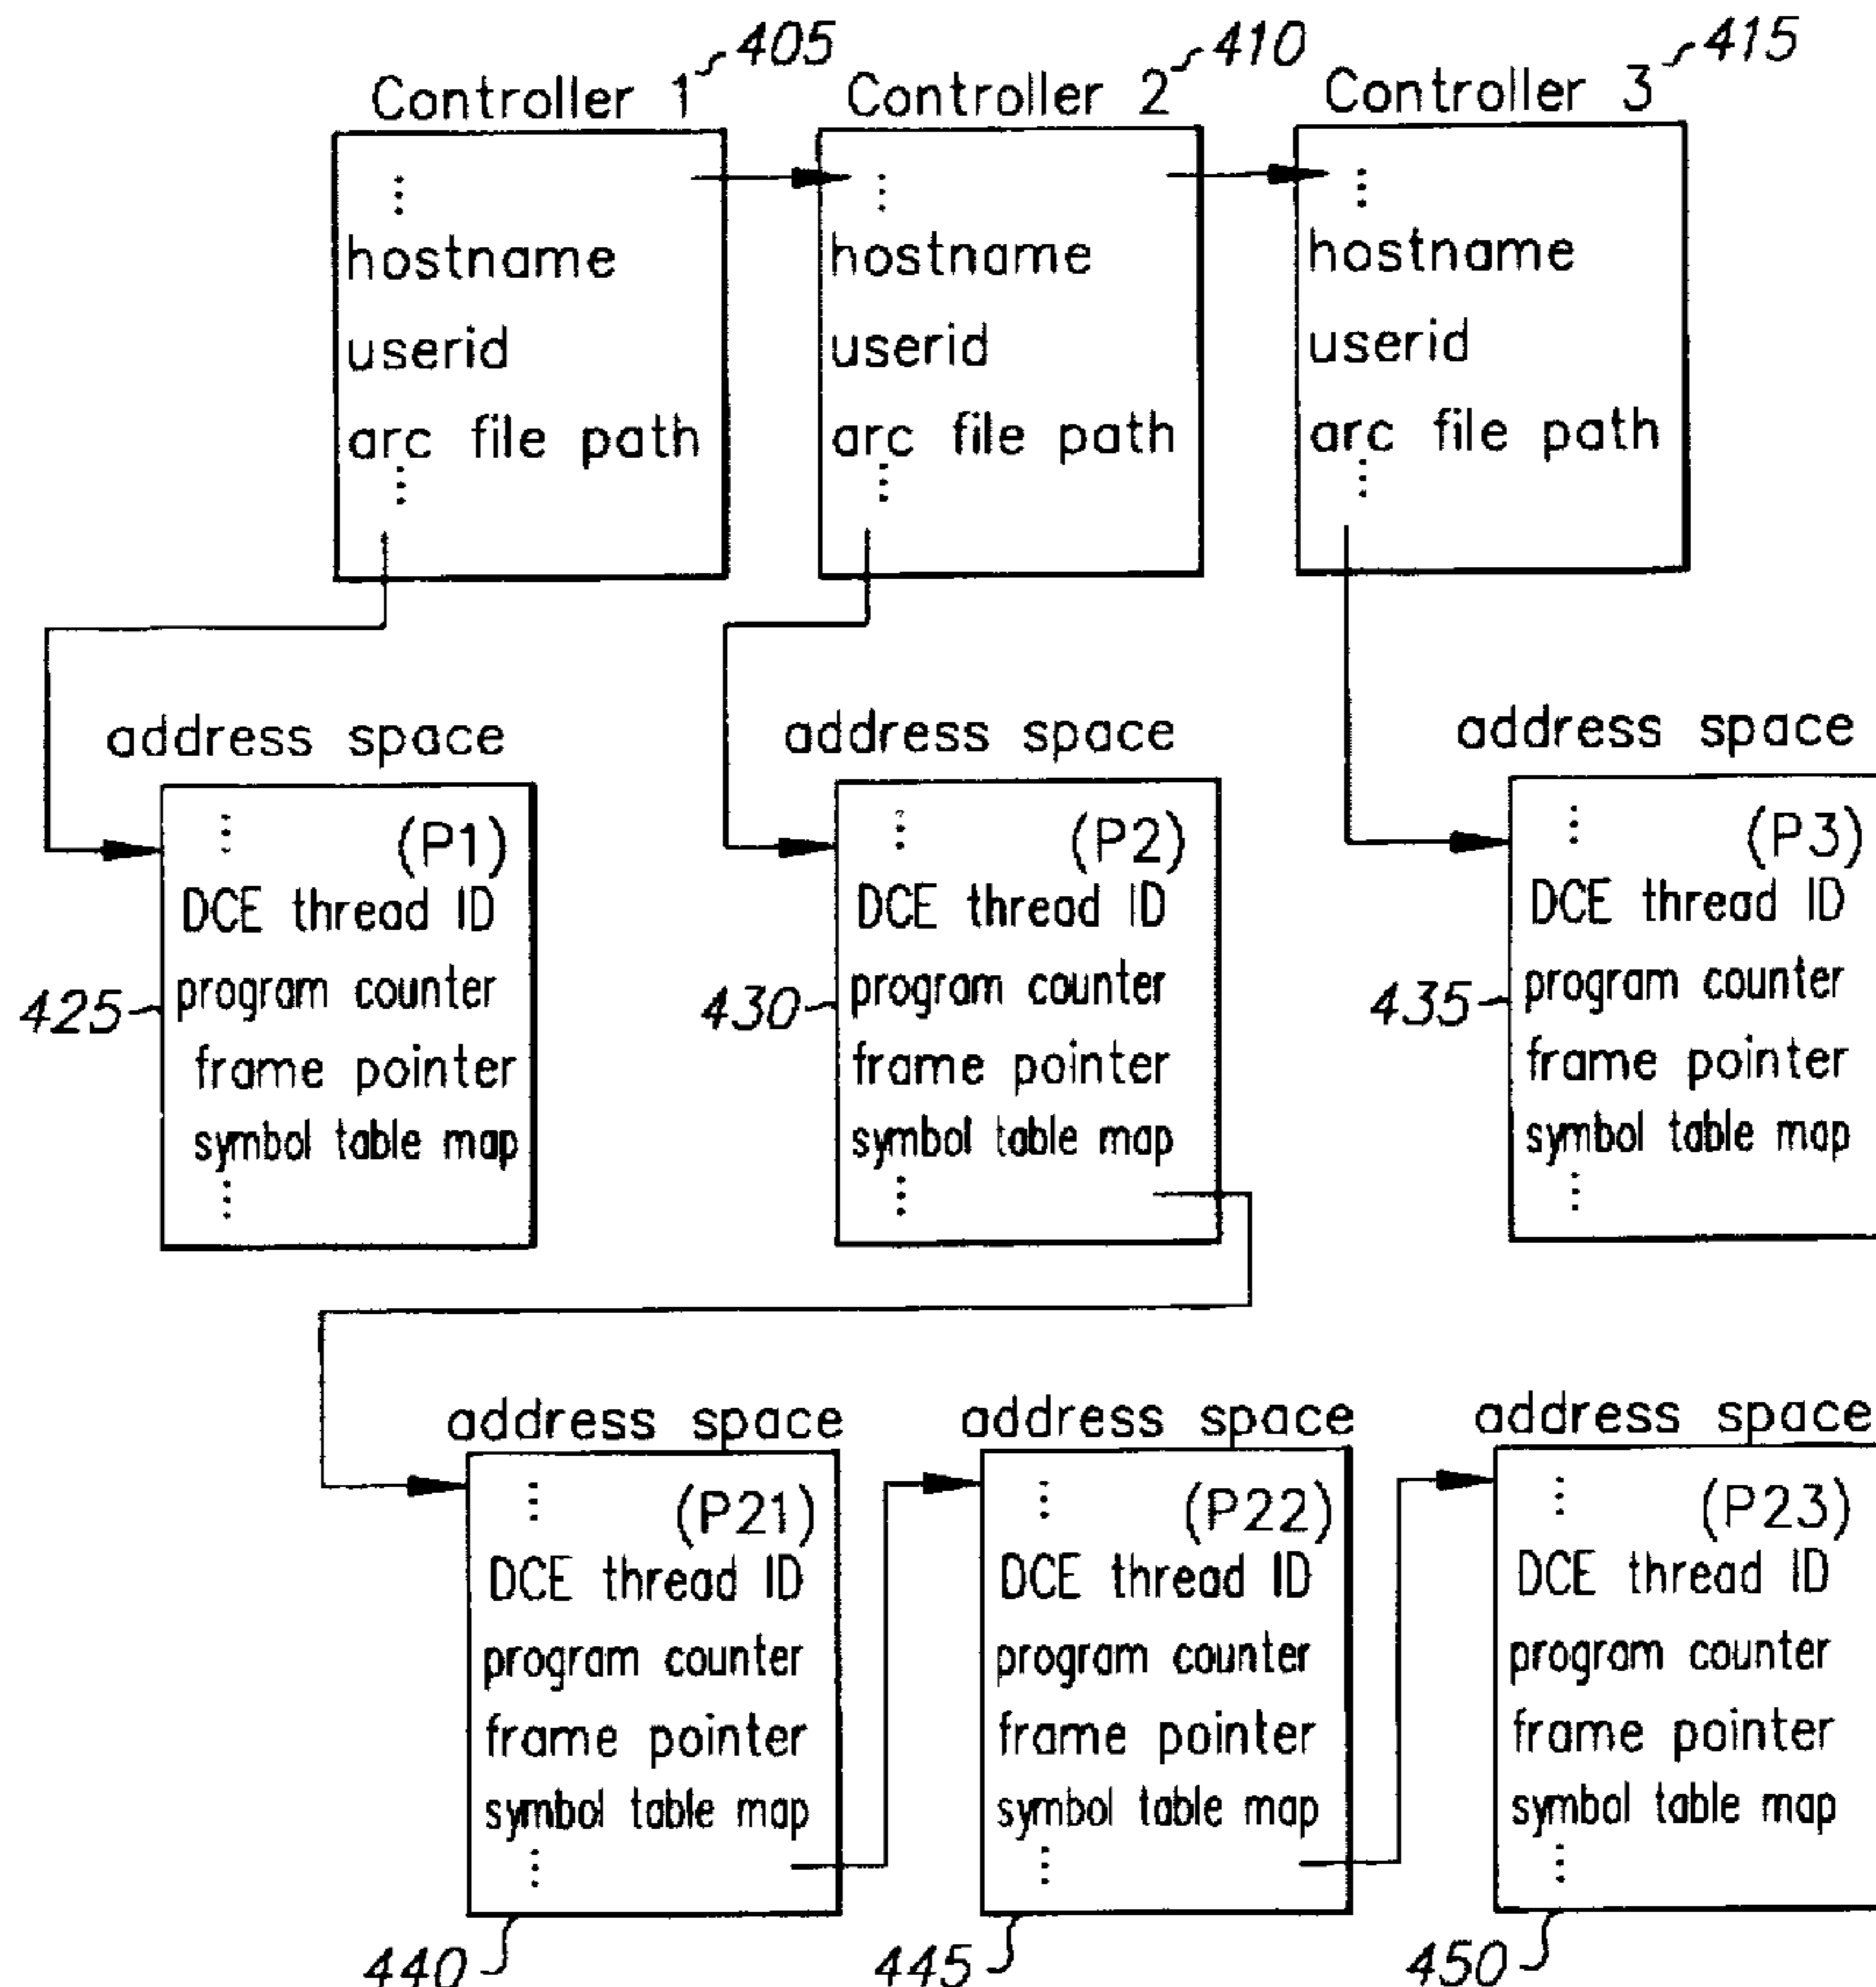 405
410
415
Controller 1
Controller 2
Controller 3
hostname
userid
arc file path
hostname
userid
arc file path
hostname
userid
arc file path
address space
(P1)
DCE thread ID
program counter
frame pointer
symbol table map
425
address space
(P2)
DCE thread ID
program counter
frame pointer
symbol table map
430
address space
(P3)
DCE thread ID
program counter
frame pointer
symbol table map
435
address space
(P21)
DCE thread ID
program counter
frame pointer
symbol table map
440
address space
(P22)
DCE thread ID
program counter
frame pointer
symbol table map
445
address space
(P23)
DCE thread ID
program counter
frame pointer
symbol table map
450